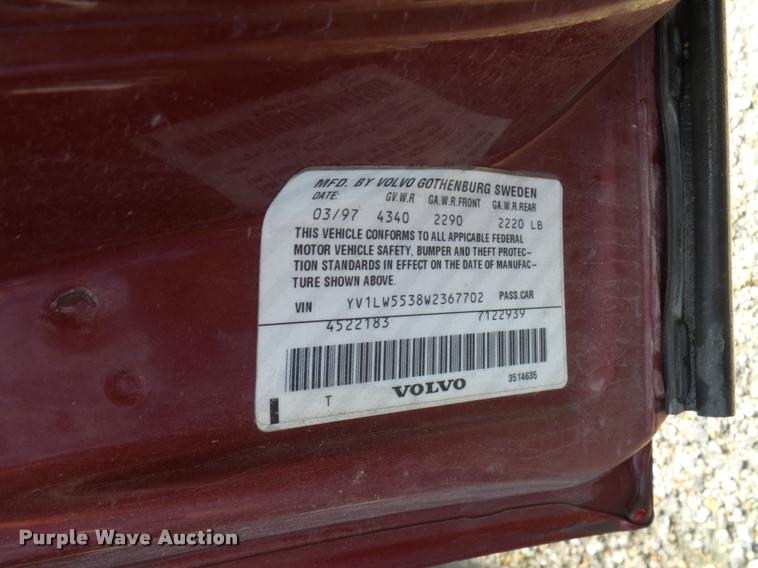 MFD. BY VOLVO GOTHENBURG SWEDEN
DATE: GV.W.R GA.W.R.FRONT GA.W.R.REAR
03/97 4340 2290 2220 LB
THIS VEHICLE CONFORMS TO ALL APPICABLE FEDERAL
MOTOR VEHICLE SAFETY, BUMPER AND THEFT PROTEC-
TION STANDARDS IN EFFECT ON THE DATE OF MANUFAC-
TURE SHOWN ABOVE.
VIN YV1LW5538W2367702 PASS.CAR
4522183 7122939
T VOLVO 3514635
Purple Wave Auction